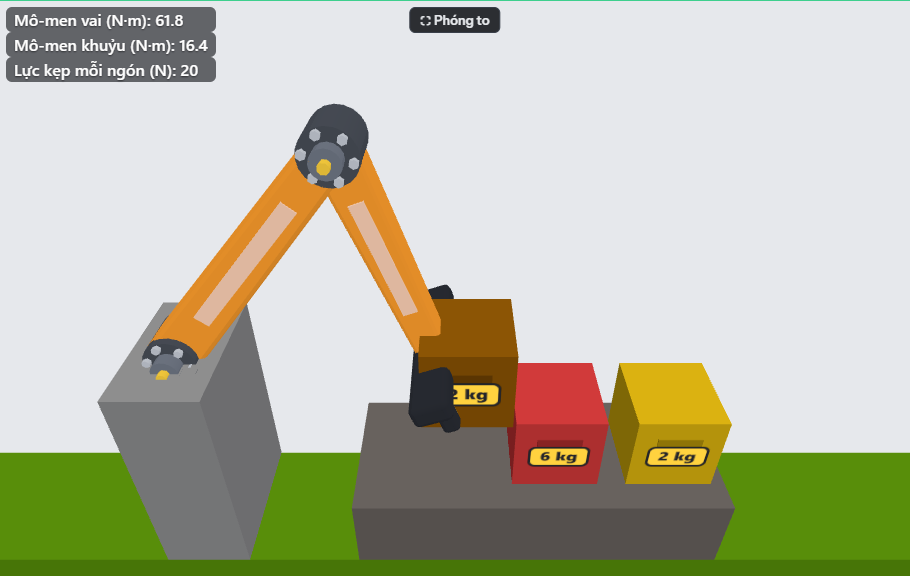 Mô-men vai (N·m): 61.8
Phóng to
Mô-men khuỷu (N·m): 16.4
Lực kẹp mỗi ngón (N): 20
2 kg
6 kg
2 kg